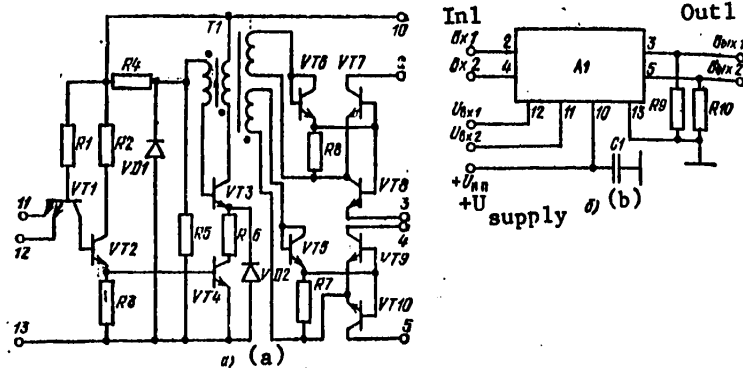 T1
10
R4
VT6
VT7
2
R1
R2
VD1
R8
VT1
VT3
VT8
11
12
VT2
R5
R6
3
VT5
4
VT9
VD2
R3
VT4
R7
VT10
13
5
а) (a)
In1
Out1
Вх1
2
3
Вых1
Вх2
4
A1
5
Вых2
12
11
10
13
R9
R10
Uвх1
Uвх2
C1
+Uип
+U
supply
б) (b)